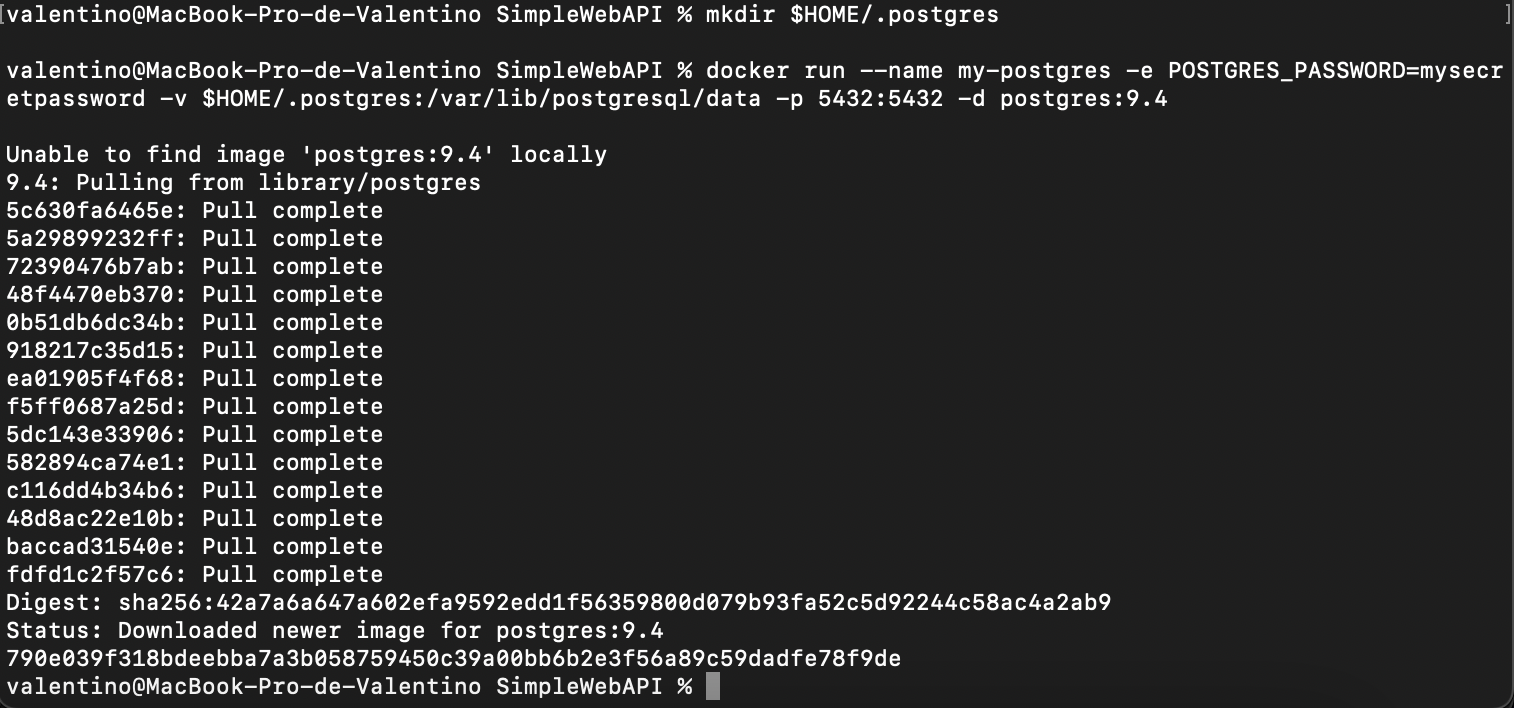 [valentino@MacBook-Pro-de-Valentino SimpleWebAPI % mkdir $HOME/.postgres ]
valentino@MacBook-Pro-de-Valentino SimpleWebAPI % docker run --name my-postgres -e POSTGRES_PASSWORD=mysecr
etpassword -v $HOME/.postgres:/var/lib/postgresql/data -p 5432:5432 -d postgres:9.4
Unable to find image 'postgres:9.4' locally
9.4: Pulling from library/postgres
5c630fa6465e: Pull complete
5a29899232ff: Pull complete
72390476b7ab: Pull complete
48f4470eb370: Pull complete
0b51db6dc34b: Pull complete
918217c35d15: Pull complete
ea01905f4f68: Pull complete
f5ff0687a25d: Pull complete
5dc143e33906: Pull complete
582894ca74e1: Pull complete
c116dd4b34b6: Pull complete
48d8ac22e10b: Pull complete
baccad31540e: Pull complete
fdfd1c2f57c6: Pull complete
Digest: sha256:42a7a6a647a602efa9592edd1f56359800d079b93fa52c5d92244c58ac4a2ab9
Status: Downloaded newer image for postgres:9.4
790e039f318bdeebba7a3b058759450c39a00bb6b2e3f56a89c59dadfe78f9de
valentino@MacBook-Pro-de-Valentino SimpleWebAPI %